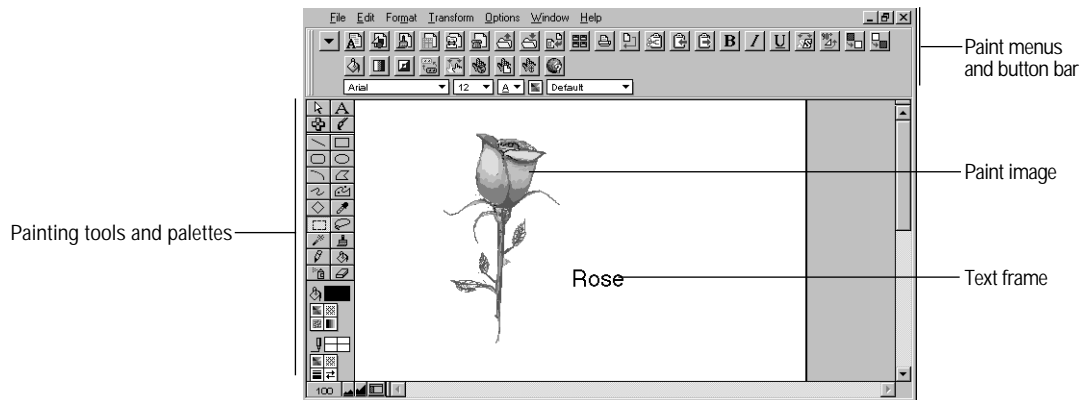 File Edit Format Transform Options Window Help
B I U
Paint menus
and button bar
Arial 12 A Default
A
Paint image
Painting tools and palettes
Rose
Text frame
100